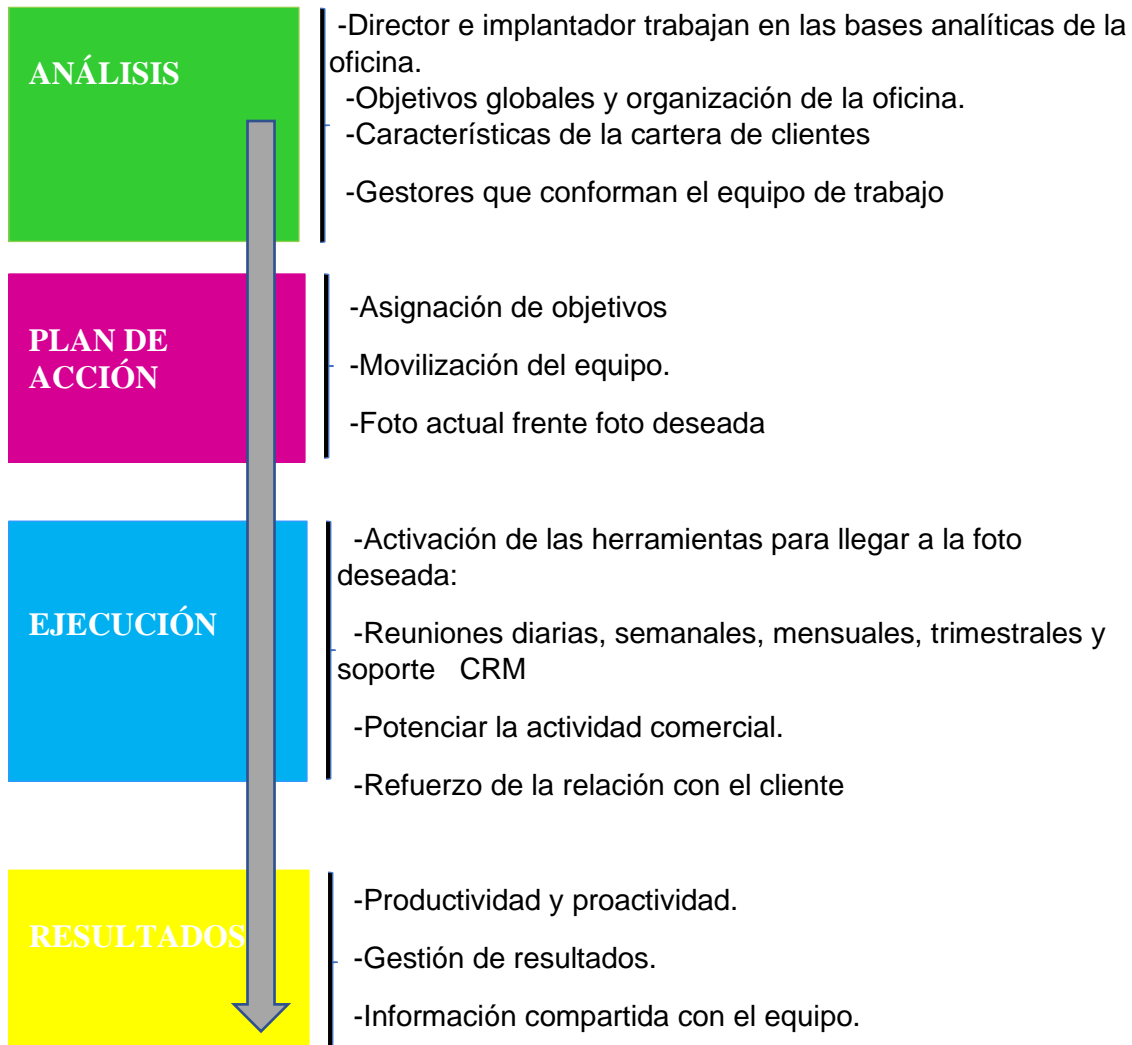 ANÁLISIS
-Director e implantador trabajan en las bases analíticas de la
oficina.
-Objetivos globales y organización de la oficina.
-Características de la cartera de clientes
-Gestores que conforman el equipo de trabajo
PLAN DE
ACCIÓN
-Asignación de objetivos
-Movilización del equipo.
-Foto actual frente foto deseada
EJECUCIÓN
-Activación de las herramientas para llegar a la foto
deseada:
-Reuniones diarias, semanales, mensuales, trimestrales y
soporte   CRM
-Potenciar la actividad comercial.
-Refuerzo de la relación con el cliente
RESULTADOS
-Productividad y proactividad.
-Gestión de resultados.
-Información compartida con el equipo.